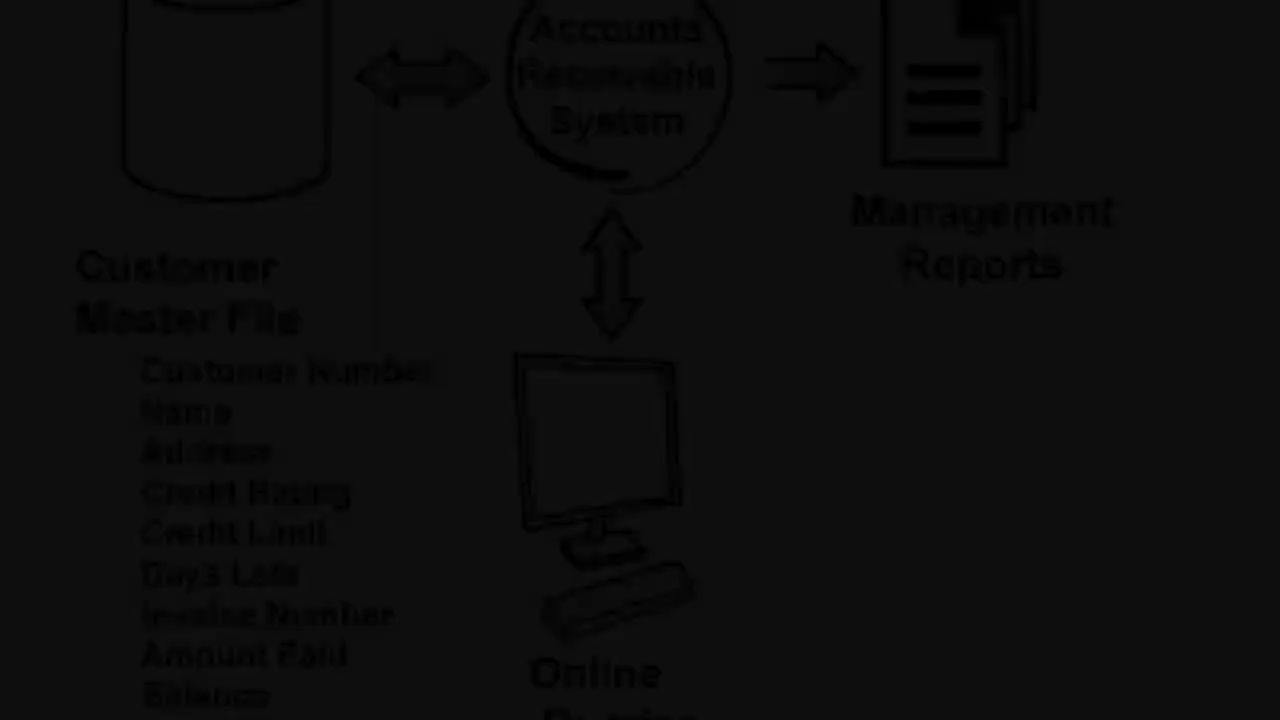 Accounts
Receivable
System
Management
Reports
Customer
Master File
Customer Number
Name
Address
Credit Rating
Credit Limit
Days Late
Invoice Number
Amount Paid
Balance
Online